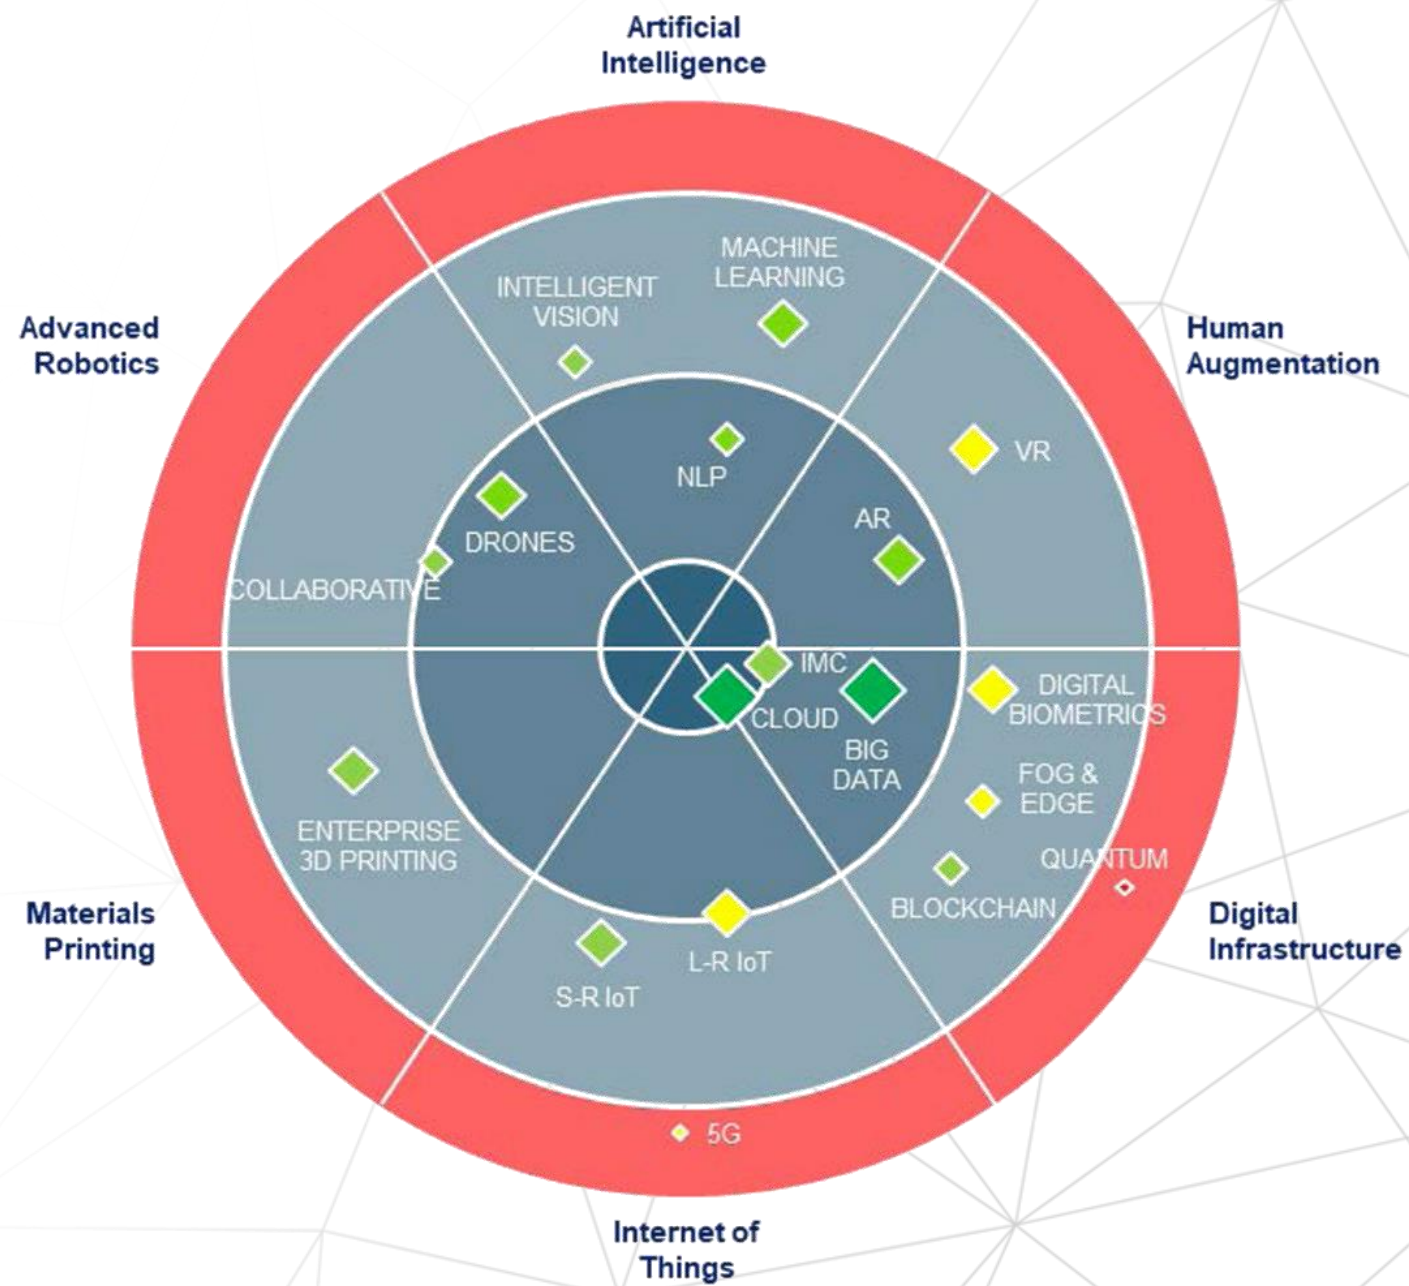 Artificial
Intelligence
MACHINE
LEARNING
INTELLIGENT
VISION
Advanced
Robotics
Human
Augmentation
VR
NLP
AR
DRONES
COLLABORATIVE
IMC
CLOUD
BIG
DATA
DIGITAL
BIOMETRICS
FOG &
EDGE
ENTERPRISE
3D PRINTING
QUANTUM
BLOCKCHAIN
Materials
Printing
Digital
Infrastructure
L-R IoT
S-R IoT
5G
Internet of
Things